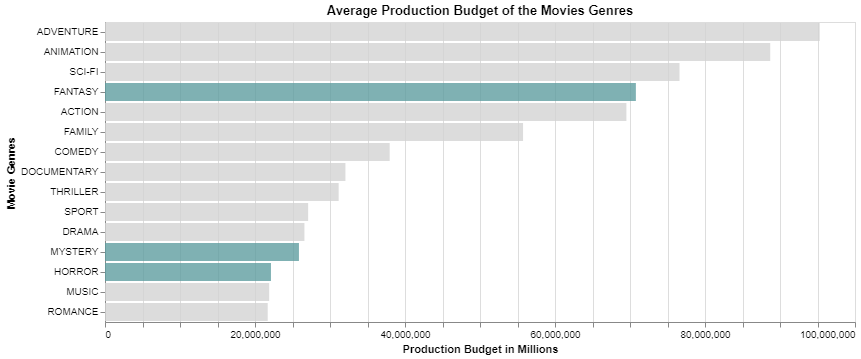 Average Production Budget of the Movies Genres
Movie Genres
ADVENTURE
ANIMATION
SCI-FI
FANTASY
ACTION
FAMILY
COMEDY
DOCUMENTARY
THRILLER
SPORT
DRAMA
MYSTERY
HORROR
MUSIC
ROMANCE
0 20,000,000 40,000,000 60,000,000 80,000,000 100,000,000
Production Budget in Millions